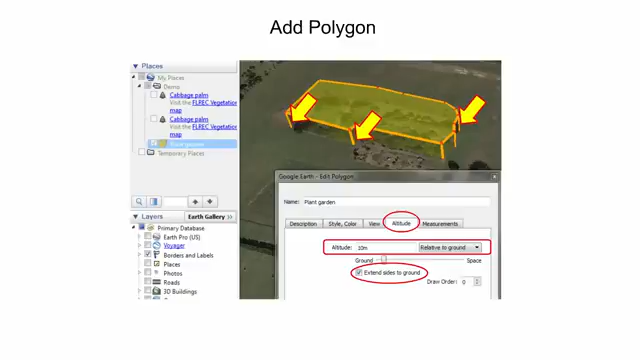 Add Polygon
Places
My Places
Demo
Cabbage palm
Visit the FLREC Vegetation
map
Cabbage palm
Visit the FLREC Vegetation
map
Temporary Places
Layers
Earth Gallery >>
Primary Database
Earth Pro (US)
Voyager
Borders and Labels
Places
Photos
Roads
3D Buildings
Google Earth - Edit Polygon
Name: Plant garden
Description
Style, Color
View
Altitude
Measurements
Altitude: 10m
Relative to ground
Ground
Space
Extend sides to ground
Draw Order: 0